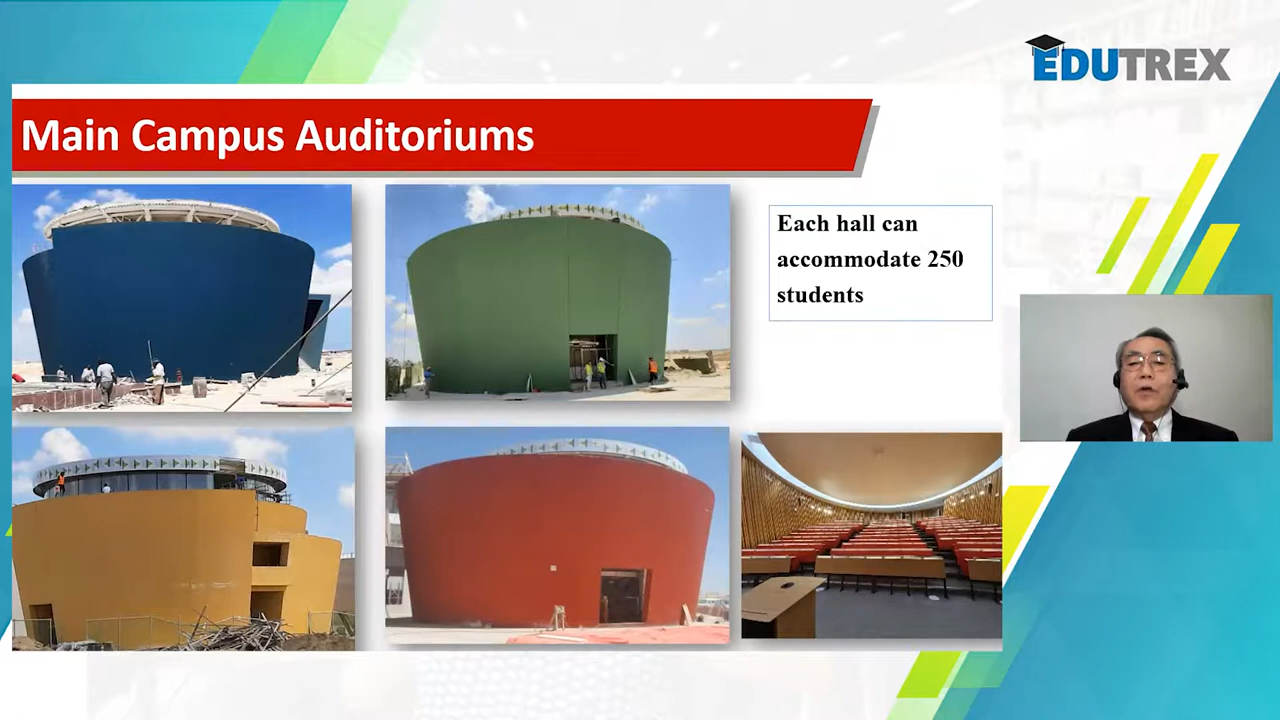 EDUTREX
Main Campus Auditoriums
Each hall can
accommodate 250
students